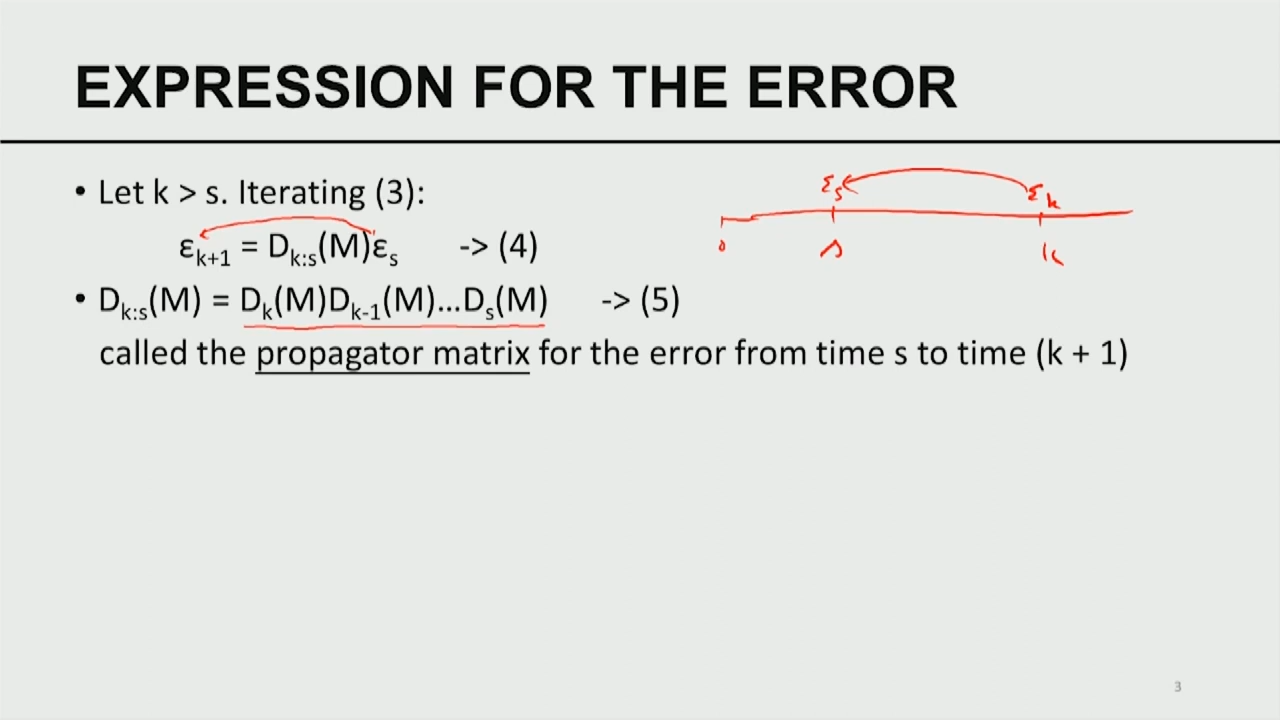 EXPRESSION FOR THE ERROR
• Let k > s. Iterating (3):
εs εk
0 s k
εk+1 = Dk:s(M)εs -> (4)
• Dk:s(M) = Dk(M)Dk-1(M)...Ds(M) -> (5)
called the propagator matrix for the error from time s to time (k + 1)
3